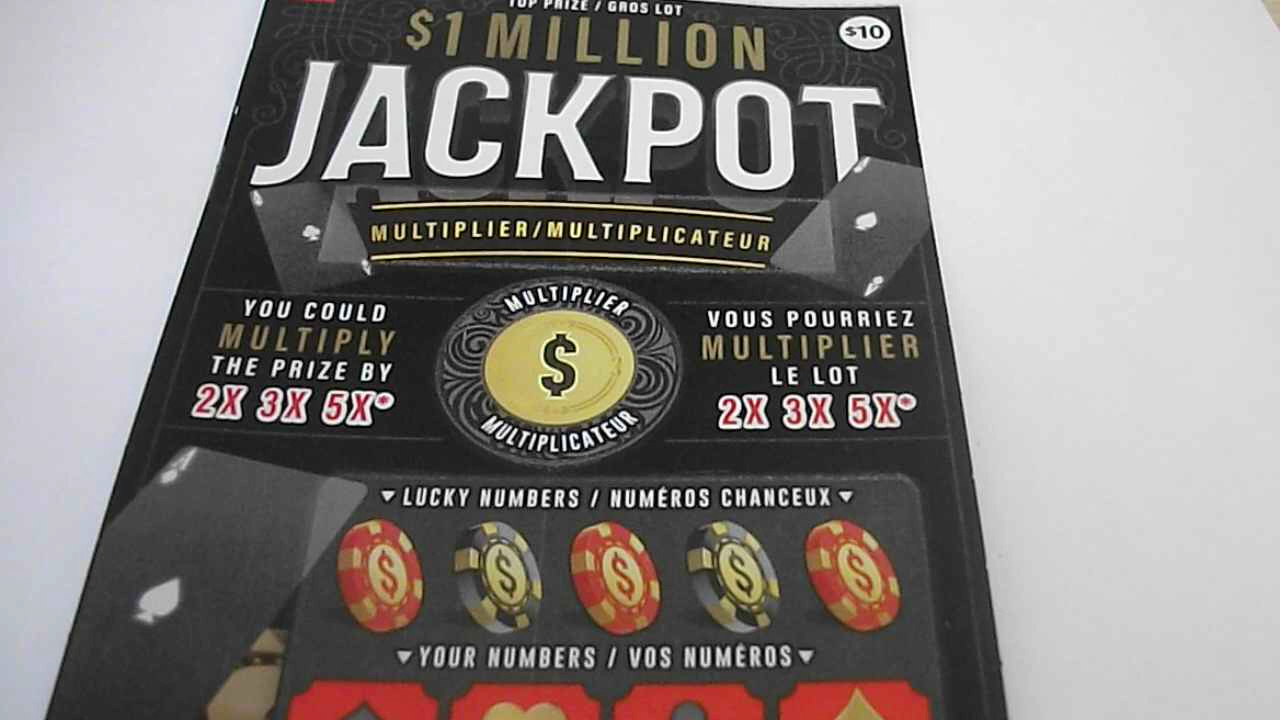 TOP PRIZE / GROS LOT
$1 MILLION
$10
JACKPOT
MULTIPLIER/MULTIPLICATEUR
YOU COULD
MULTIPLY
THE PRIZE BY
2X 3X 5X*
MULTIPLIER
$
MULTIPLICATEUR
VOUS POURRIEZ
MULTIPLIER
LE LOT
2X 3X 5X*
LUCKY NUMBERS / NUMÉROS CHANCEUX
$ $ $ $ $
YOUR NUMBERS / VOS NUMÉROS